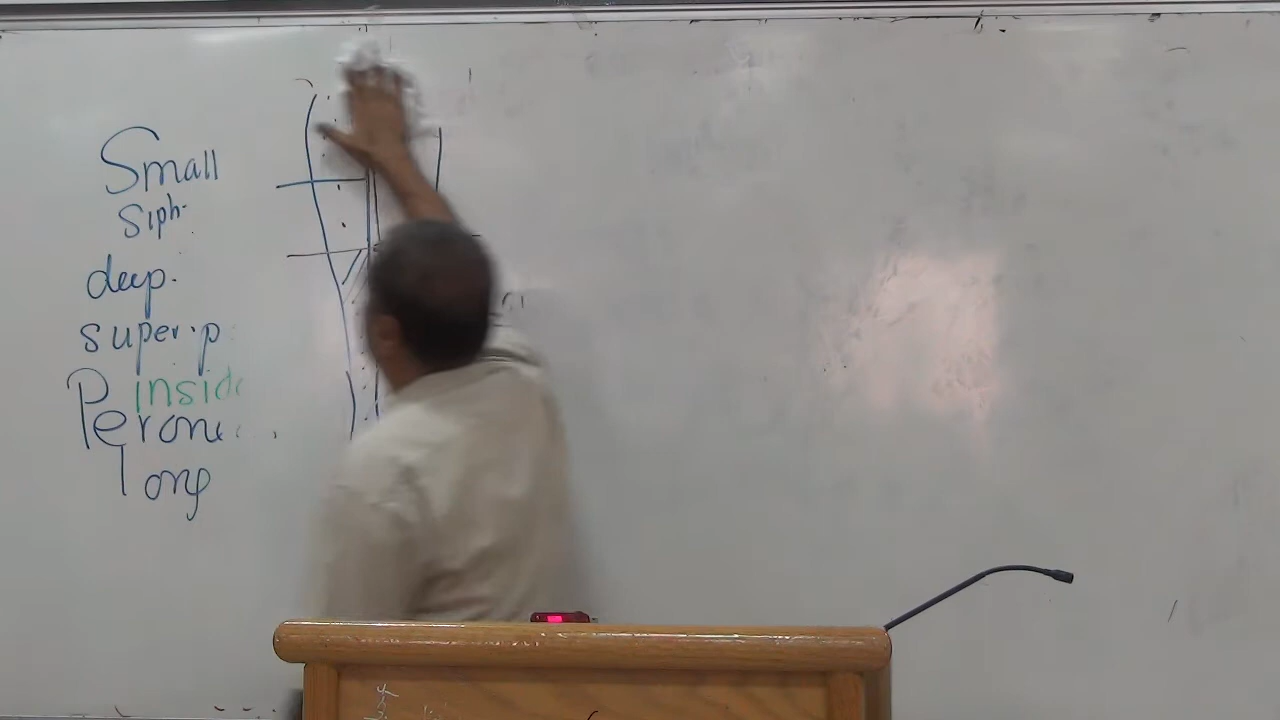 Small
Siph.
deep.
super.p
inside
Perone
long